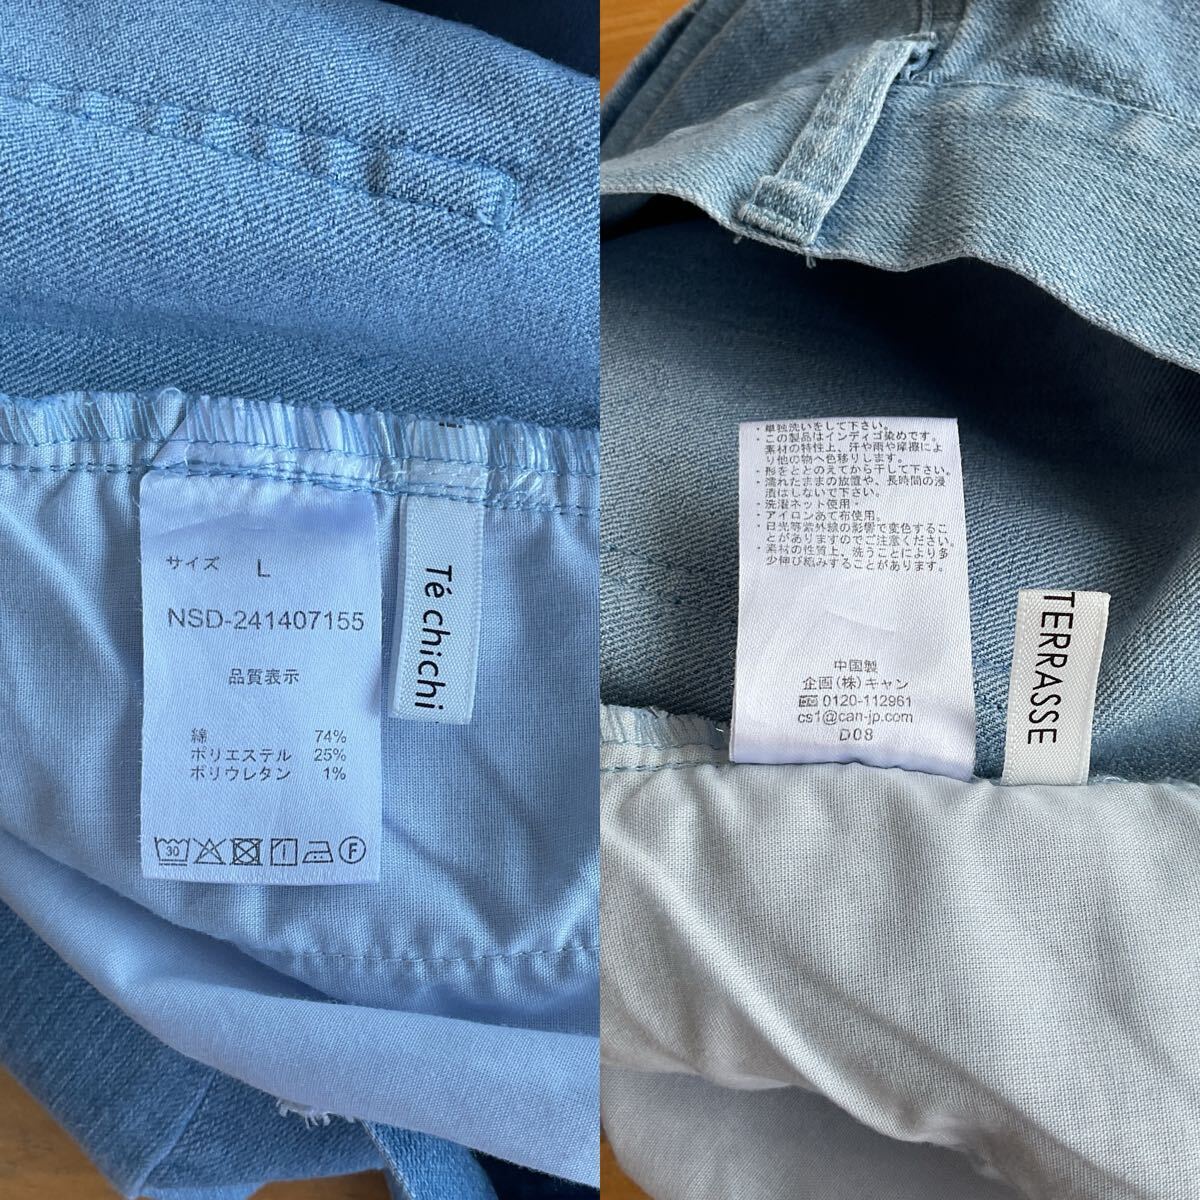 サイズ L
NSD-241407155
品質表示
綿 74%
ポリエステル 25%
ポリウレタン 1%
30
F
Té chichi
・単独洗いをして下さい。
・この製品はインディゴ染めです。
素材の特性上、汗や雨や摩擦によ
り他の物へ色移りします。
・形をととのえてから干して下さい。
・濡れたままの放置や、長時間の浸
漬はしないで下さい。
・洗濯ネット使用・
・アイロンあて布使用。
・日光等紫外線の影響で変色するこ
とがありますのでご注意ください。
・素材の性質上、洗うことにより多
少伸び縮みすることがあります。
中国製
企画(株)キャン
0120-112961
cs1@can-jp.com
D08
TERRASSE